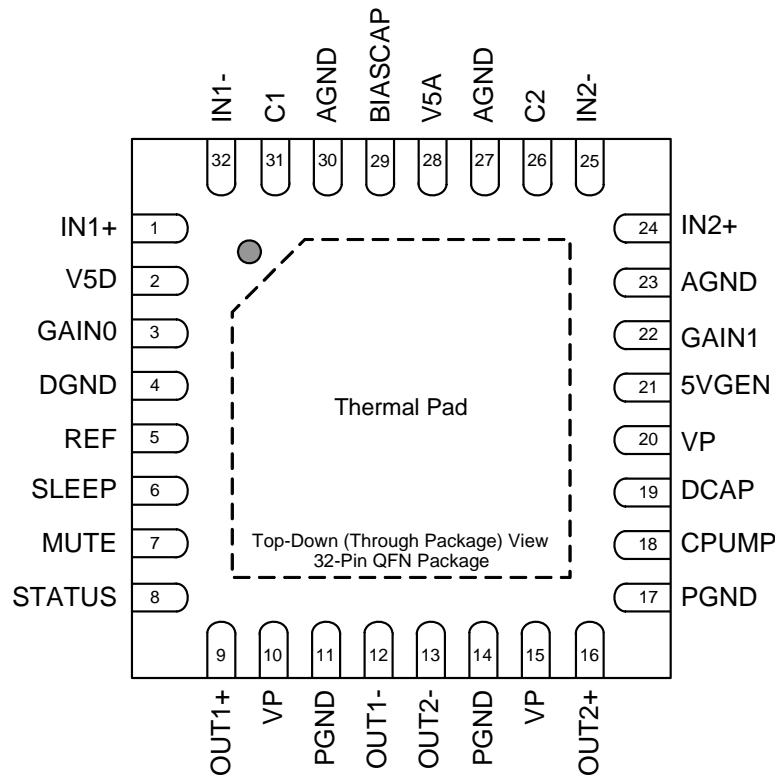 IN1-
C1
AGND
BIASCAP
V5A
AGND
C2
IN2-
32
31
30
29
28
27
26
25
IN1+ 1
V5D 2
GAIN0 3
DGND 4
REF 5
SLEEP 6
MUTE 7
STATUS 8
24 IN2+
23 AGND
22 GAIN1
21 5VGEN
20 VP
19 DCAP
18 CPUMP
17 PGND
Thermal Pad
Top-Down (Through Package) View
32-Pin QFN Package
9
10
11
12
13
14
15
16
OUT1+
VP
PGND
OUT1-
OUT2-
PGND
VP
OUT2+